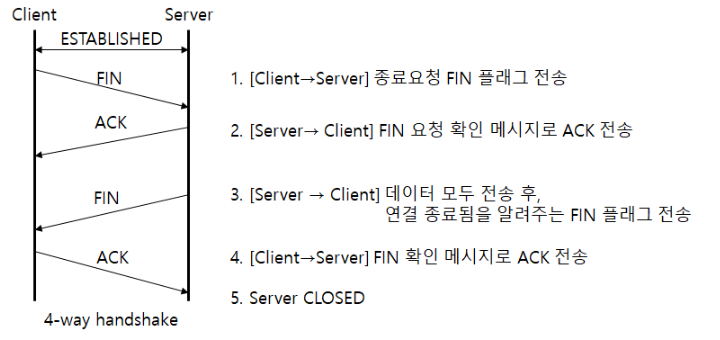 Client
Server
ESTABLISHED
FIN
1. [Client→Server] 종료요청 FIN 플래그 전송
ACK
2. [Server→ Client] FIN 요청 확인 메시지로 ACK 전송
FIN
3. [Server → Client] 데이터 모두 전송 후,
연결 종료됨을 알려주는 FIN 플래그 전송
ACK
4. [Client→Server] FIN 확인 메시지로 ACK 전송
5. Server CLOSED
4-way handshake